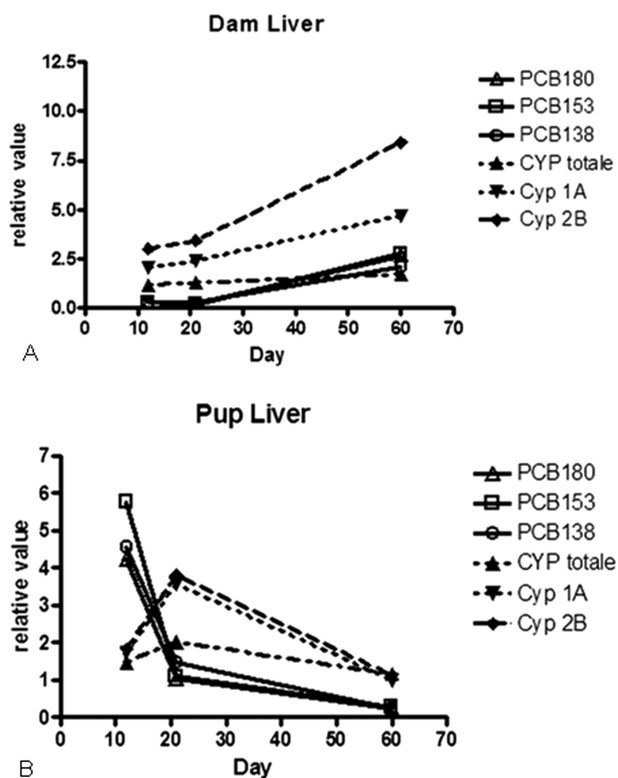 Dam Liver
12.5
10.0
7.5
5.0
2.5
0.0
relative value
0 10 20 30 40 50 60 70
Day
PCB180
PCB153
PCB138
CYP totale
Cyp 1A
Cyp 2B
A
Pup Liver
7
6
5
4
3
2
1
0
relative value
0 10 20 30 40 50 60 70
Day
PCB180
PCB153
PCB138
CYP totale
Cyp 1A
Cyp 2B
B